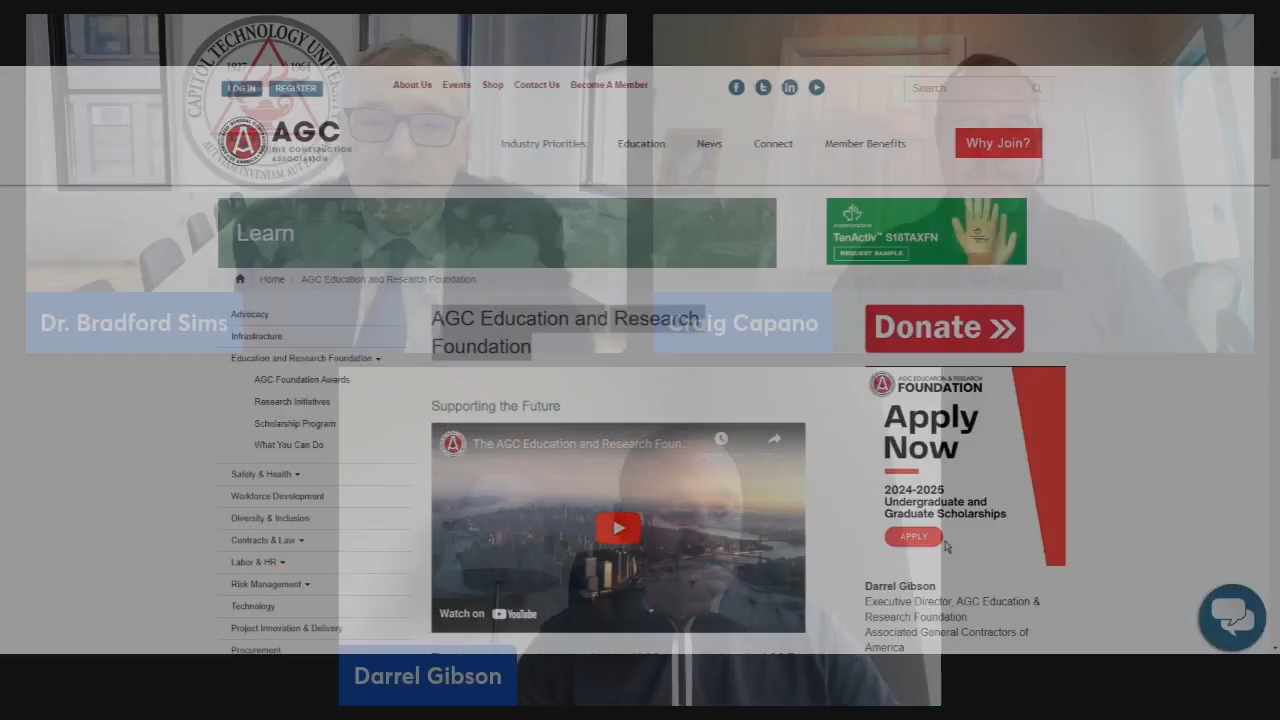 CAPITOL TECHNOLOGY UNIVERSITY
1927
1964
LOG IN
REGISTER
About Us
Events
Shop
Contact Us
Become A Member
Search
AGC
THE CONSTRUCTION
ASSOCIATION
Industry Priorities
Education
News
Connect
Member Benefits
Why Join?
Learn
TenActiv™ S18TAXFN
REQUEST SAMPLE
Home / AGC Education and Research Foundation
Dr. Bradford Sims
Craig Capano
Advocacy
Infrastructure
Education and Research Foundation
AGC Foundation Awards
Research Initiatives
Scholarship Program
What You Can Do
Safety & Health
Workforce Development
Diversity & Inclusion
Contracts & Law
Labor & HR
Risk Management
Technology
Project Innovation & Delivery
Procurement
AGC Education and Research
Foundation
Supporting the Future
The AGC Education and Research Foun...
Watch on YouTube
Donate »
AGC EDUCATION & RESEARCH
FOUNDATION
Apply
Now
2024-2025
Undergraduate and
Graduate Scholarships
APPLY
Darrel Gibson
Executive Director, AGC Education &
Research Foundation
Associated General Contractors of
America
Darrel Gibson